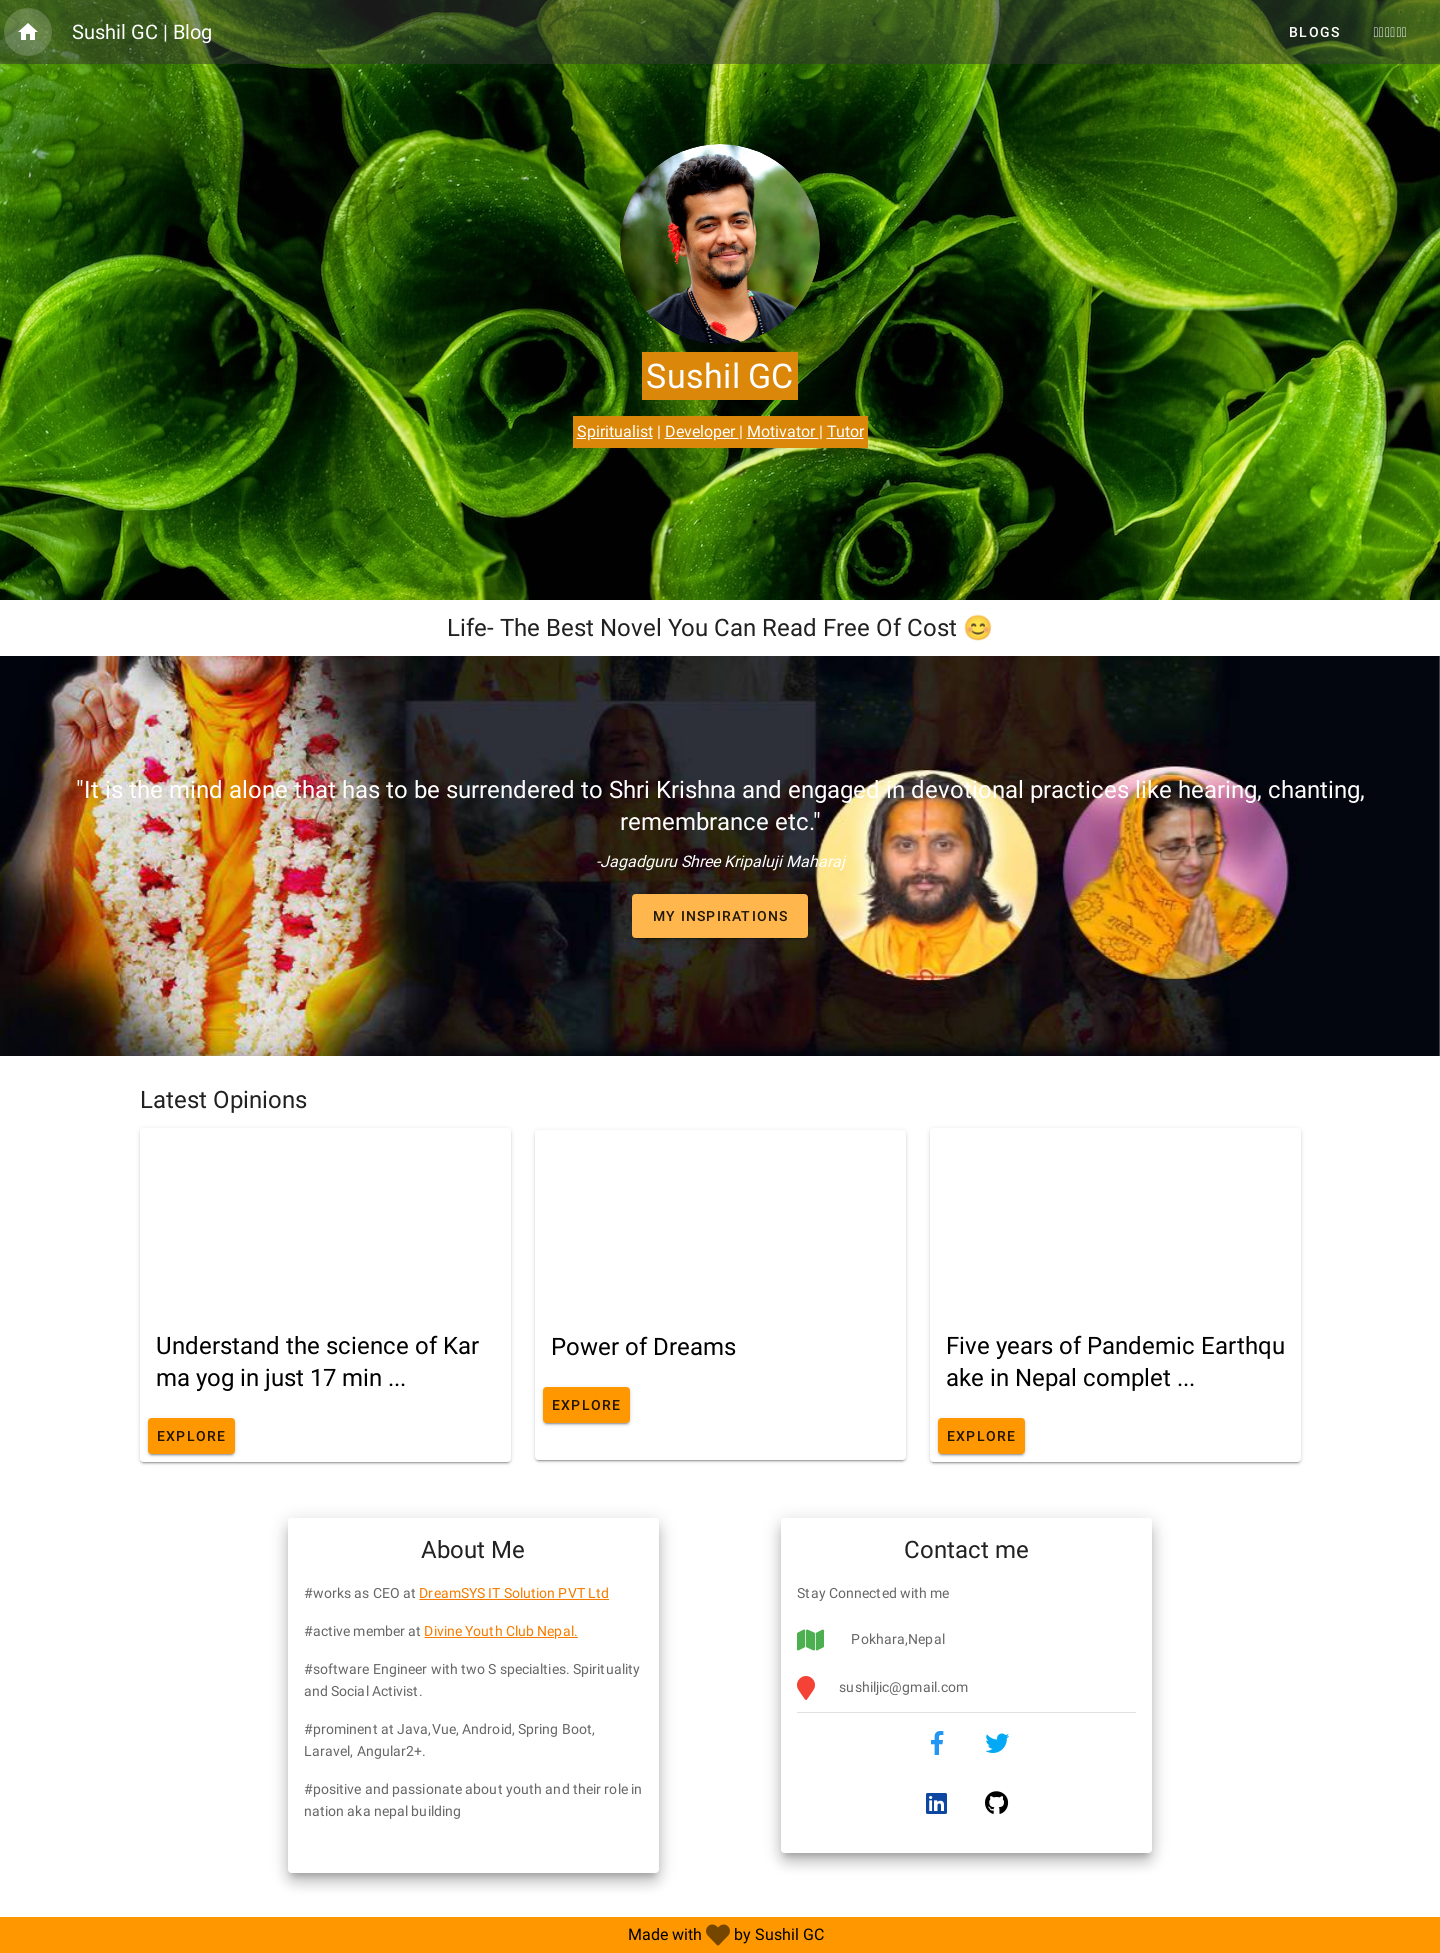 Sushil GC | Blog
BLOGS
Sushil GC
Spiritualist | Developer | Motivator | Tutor
Life- The Best Novel You Can Read Free Of Cost 😊
"It is the mind alone that has to be surrendered to Shri Krishna and engaged in devotional practices like hearing, chanting,
remembrance etc."
-Jagadguru Shree Kripaluji Maharaj
MY INSPIRATIONS
Latest Opinions
Understand the science of Kar
ma yog in just 17 min ...
EXPLORE
Power of Dreams
EXPLORE
Five years of Pandemic Earthqu
ake in Nepal complet ...
EXPLORE
About Me
#works as CEO at DreamSYS IT Solution PVT Ltd
#active member at Divine Youth Club Nepal.
#software Engineer with two S specialties. Spirituality
and Social Activist.
#prominent at Java,Vue, Android, Spring Boot,
Laravel, Angular2+.
#positive and passionate about youth and their role in
nation aka nepal building
Contact me
Stay Connected with me
Pokhara,Nepal
sushiljic@gmail.com
Made with by Sushil GC